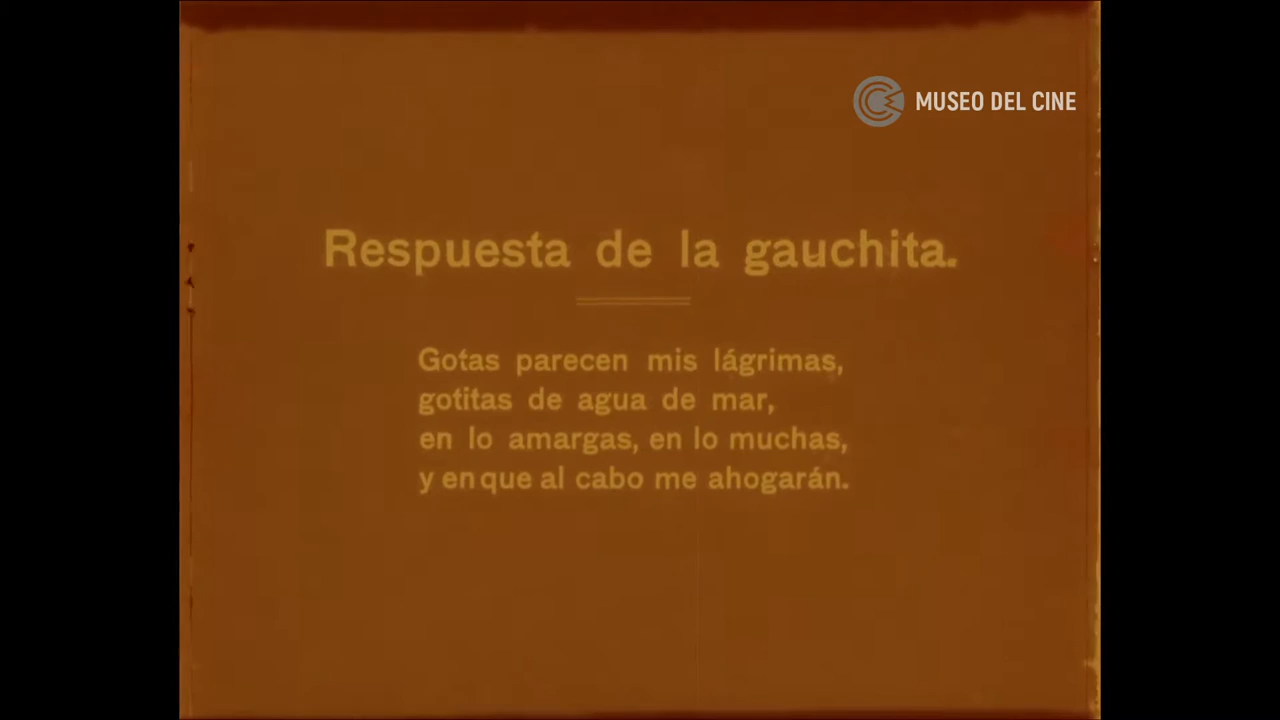 MUSEO DEL CINE
Respuesta de la gauchita.
Gotas parecen mis lágrimas,
gotitas de agua de mar,
en lo amargas, en lo muchas,
y en que al cabo me ahogarán.